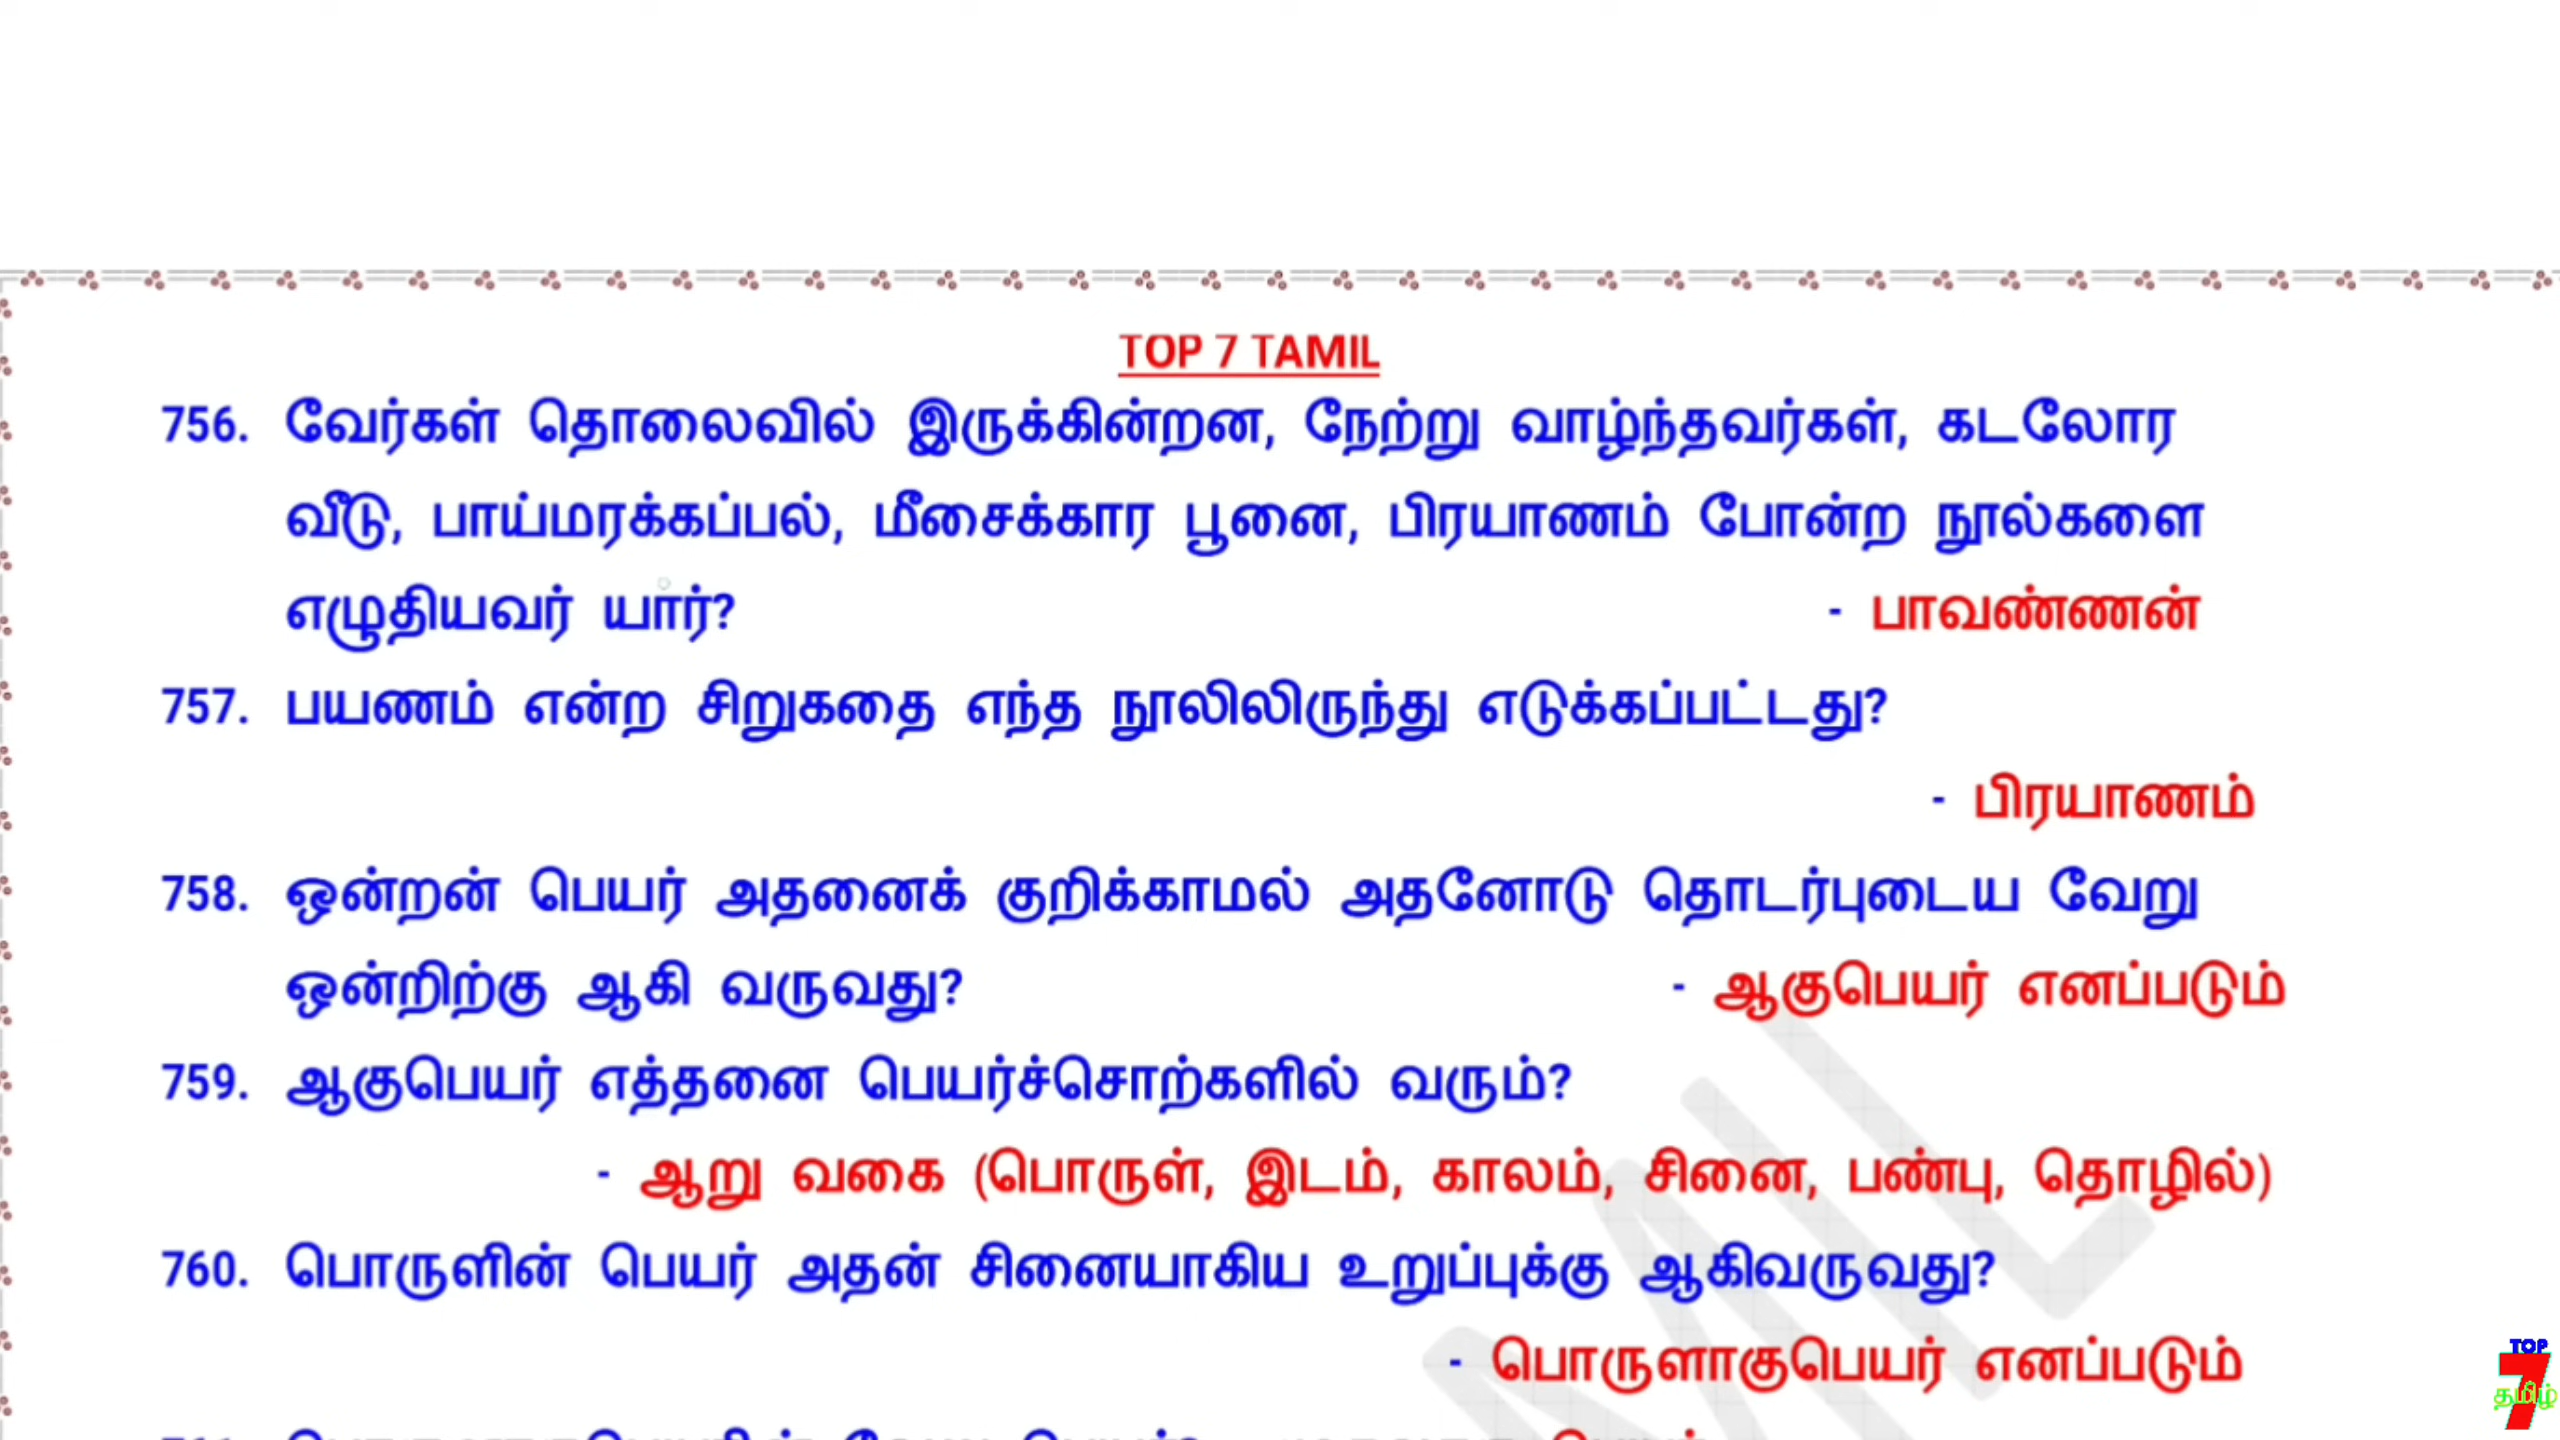 TOP 7 TAMIL
756. வேர்கள் தொலைவில் இருக்கின்றன, நேற்று வாழ்ந்தவர்கள், கடலோர
வீடு, பாய்மரக்கப்பல், மீசைக்கார பூனை, பிரயாணம் போன்ற நூல்களை
எழுதியவர் யார்? - பாவண்ணன்
757. பயணம் என்ற சிறுகதை எந்த நூலிலிருந்து எடுக்கப்பட்டது?
- பிரயாணம்
758. ஒன்றன் பெயர் அதனைக் குறிக்காமல் அதனோடு தொடர்புடைய வேறு
ஒன்றிற்கு ஆகி வருவது? - ஆகுபெயர் எனப்படும்
759. ஆகுபெயர் எத்தனை பெயர்ச்சொற்களில் வரும்?
- ஆறு வகை (பொருள், இடம், காலம், சினை, பண்பு, தொழில்)
760. பொருளின் பெயர் அதன் சினையாகிய உறுப்புக்கு ஆகிவருவது?
- பொருளாகுபெயர் எனப்படும்
TOP
7
தமிழ்